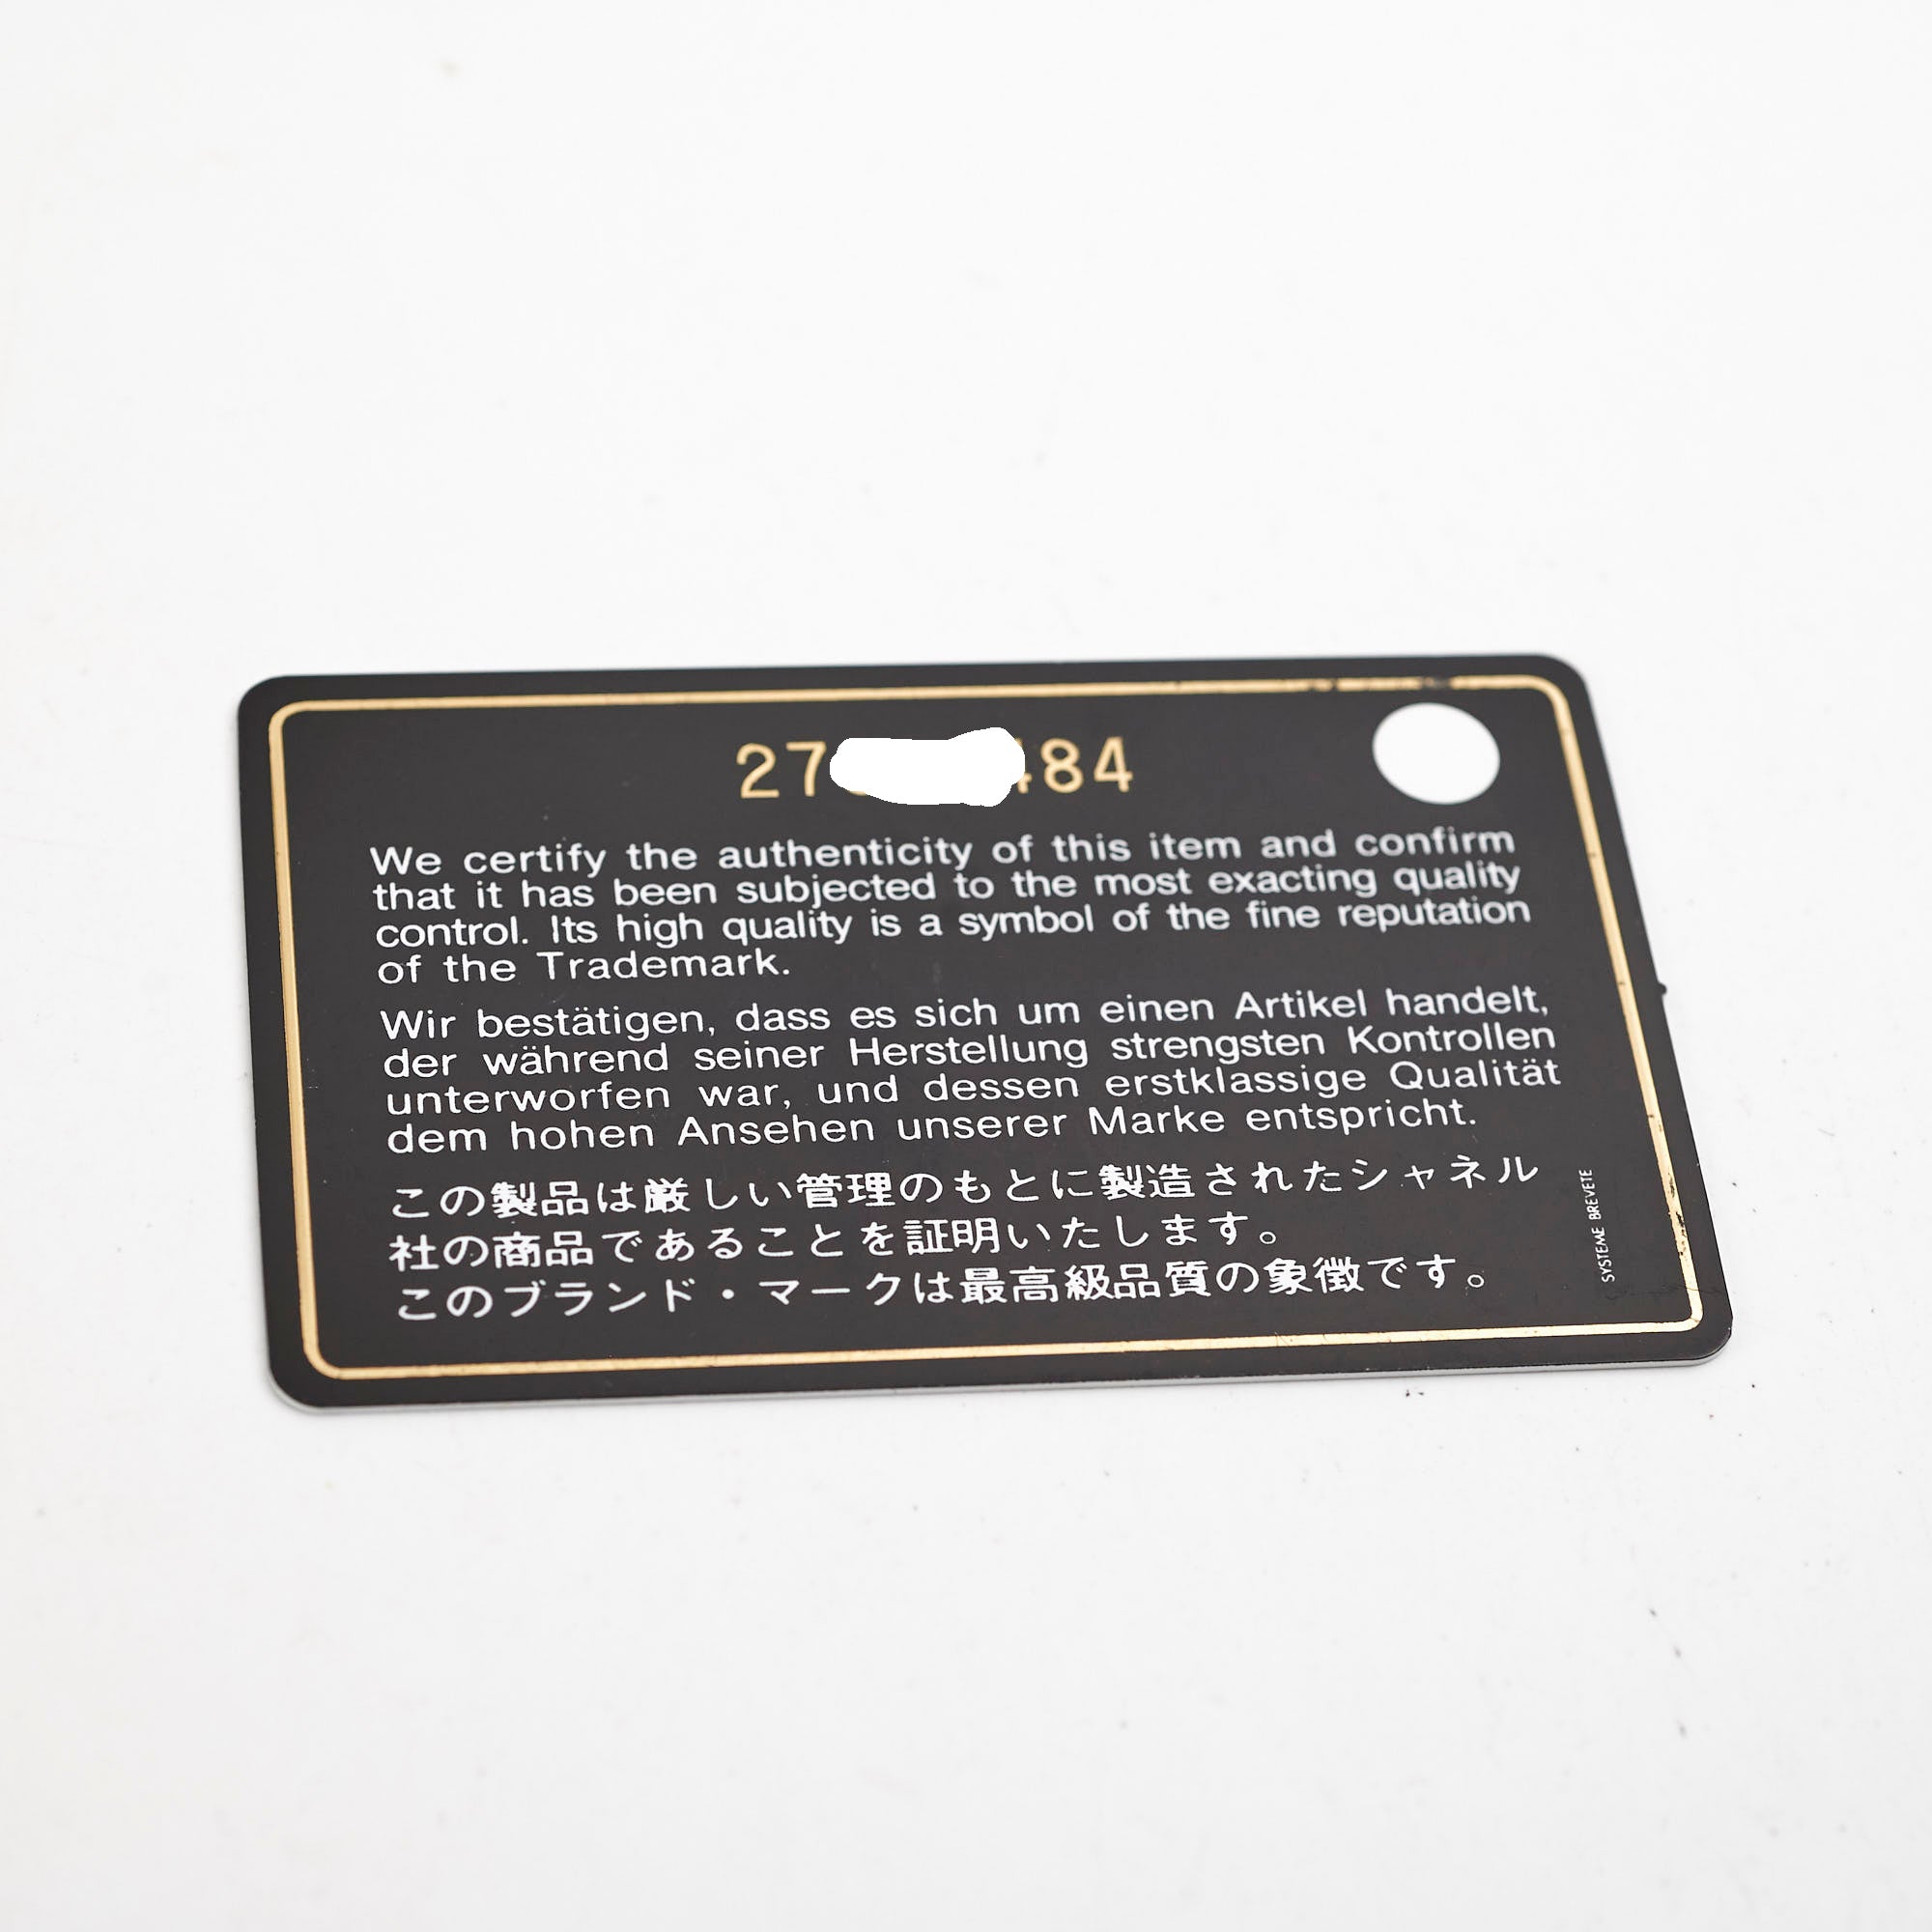 27 84
We certify the authenticity of this item and confirm
that it has been subjected to the most exacting quality
control. Its high quality is a symbol of the fine reputation
of the Trademark.
Wir bestätigen, dass es sich um einen Artikel handelt,
der während seiner Herstellung strengsten Kontrollen
unterworfen war, und dessen erstklassige Qualität
dem hohen Ansehen unserer Marke entspricht.
この製品は厳しい管理のもとに製造されたシャネル
社の商品であることを証明いたします。
このブランド・マークは最高級品質の象徴です。
SYSTEME BREVETE